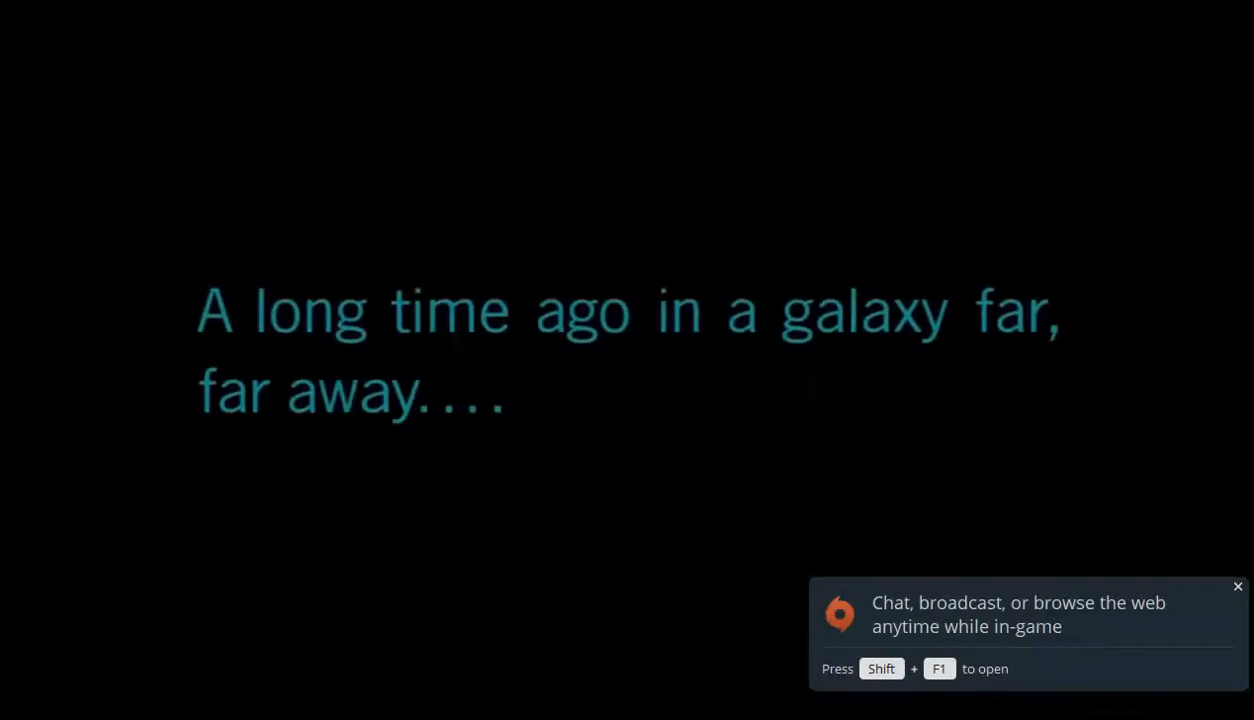 A long time ago in a galaxy far,
far away....
Chat, broadcast, or browse the web
anytime while in-game
Press Shift + F1 to open